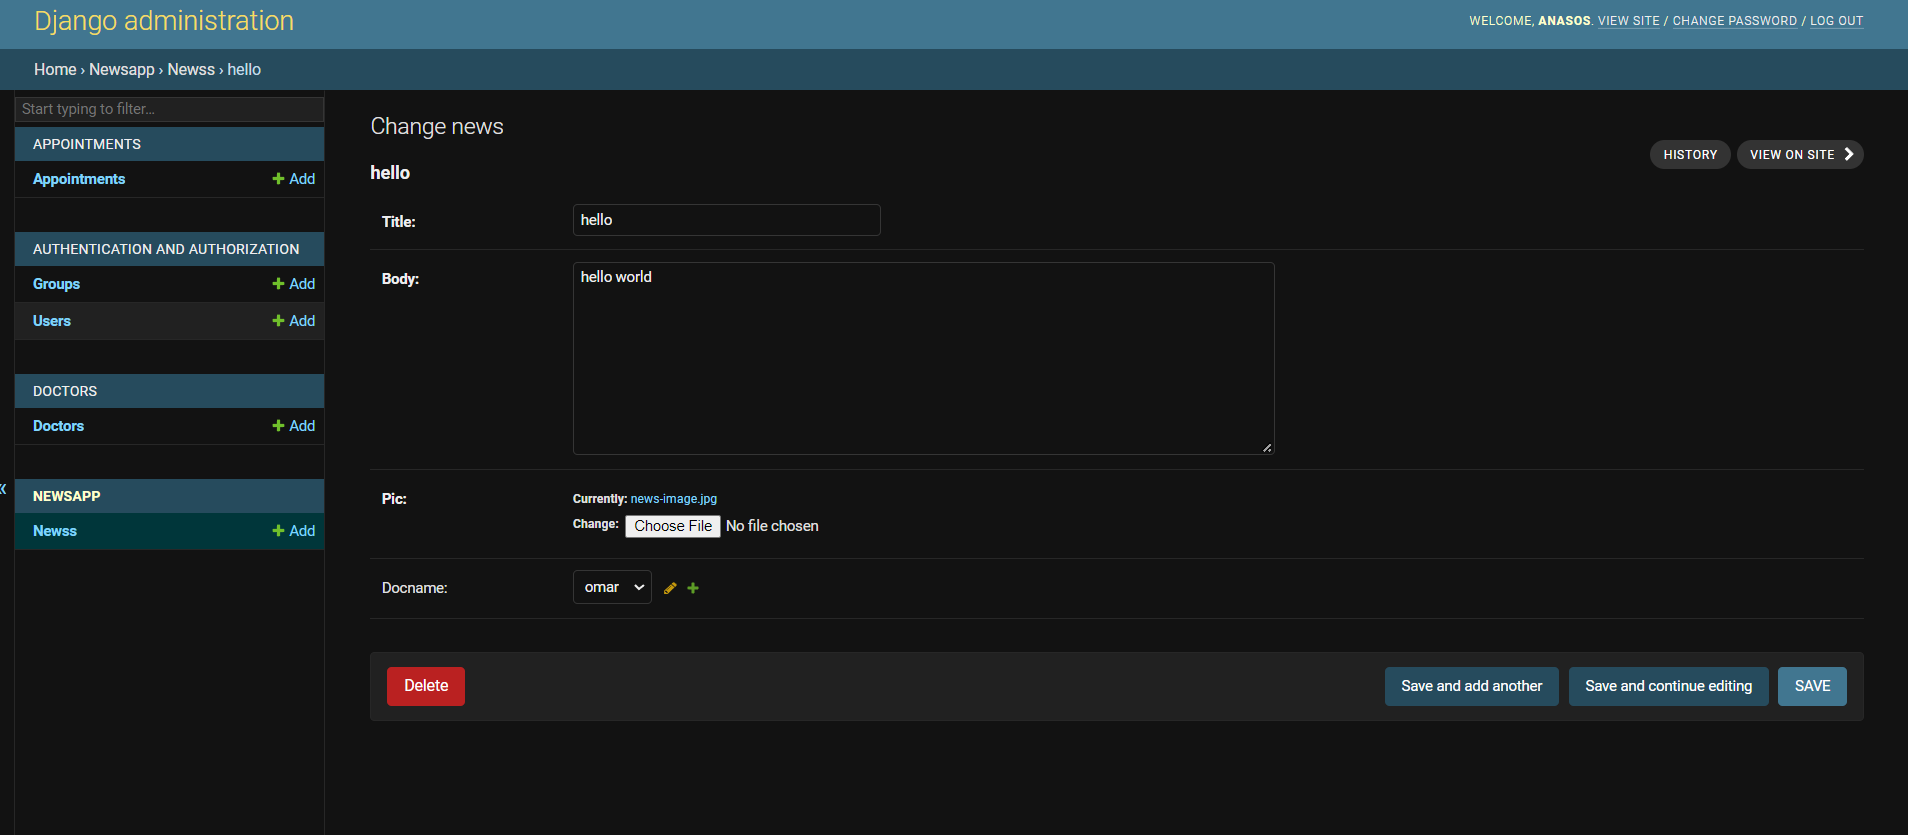 Django administration
WELCOME, ANASOS. VIEW SITE / CHANGE PASSWORD / LOG OUT
Home › Newsapp › Newss › hello
Start typing to filter...
APPOINTMENTS
Appointments + Add
AUTHENTICATION AND AUTHORIZATION
Groups + Add
Users + Add
DOCTORS
Doctors + Add
«
NEWSAPP
Newss + Add
Change news
HISTORY
VIEW ON SITE
hello
Title: hello
Body: hello world
Pic: Currently: news-image.jpg
Change: Choose File No file chosen
Docname: omar
Delete
Save and add another
Save and continue editing
SAVE